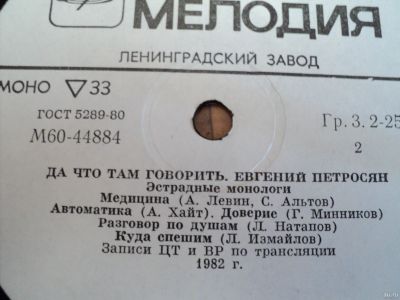 МЕЛОДИЯ
ЛЕНИНГРАДСКИЙ ЗАВОД
МОНО ▽33
ГОСТ 5289-80
М60-44884
Гр. 3. 2-25
2
ДА ЧТО ТАМ ГОВОРИТЬ. ЕВГЕНИЙ ПЕТРОСЯН
Эстрадные монологи
Медицина (А. Левин, С. Альтов)
Автоматика (А. Хайт). Доверие (Г. Минников)
Разговор по душам (Л. Натапов)
Куда спешим (Л. Измайлов)
Записи ЦТ и ВР по трансляции
1982 г.